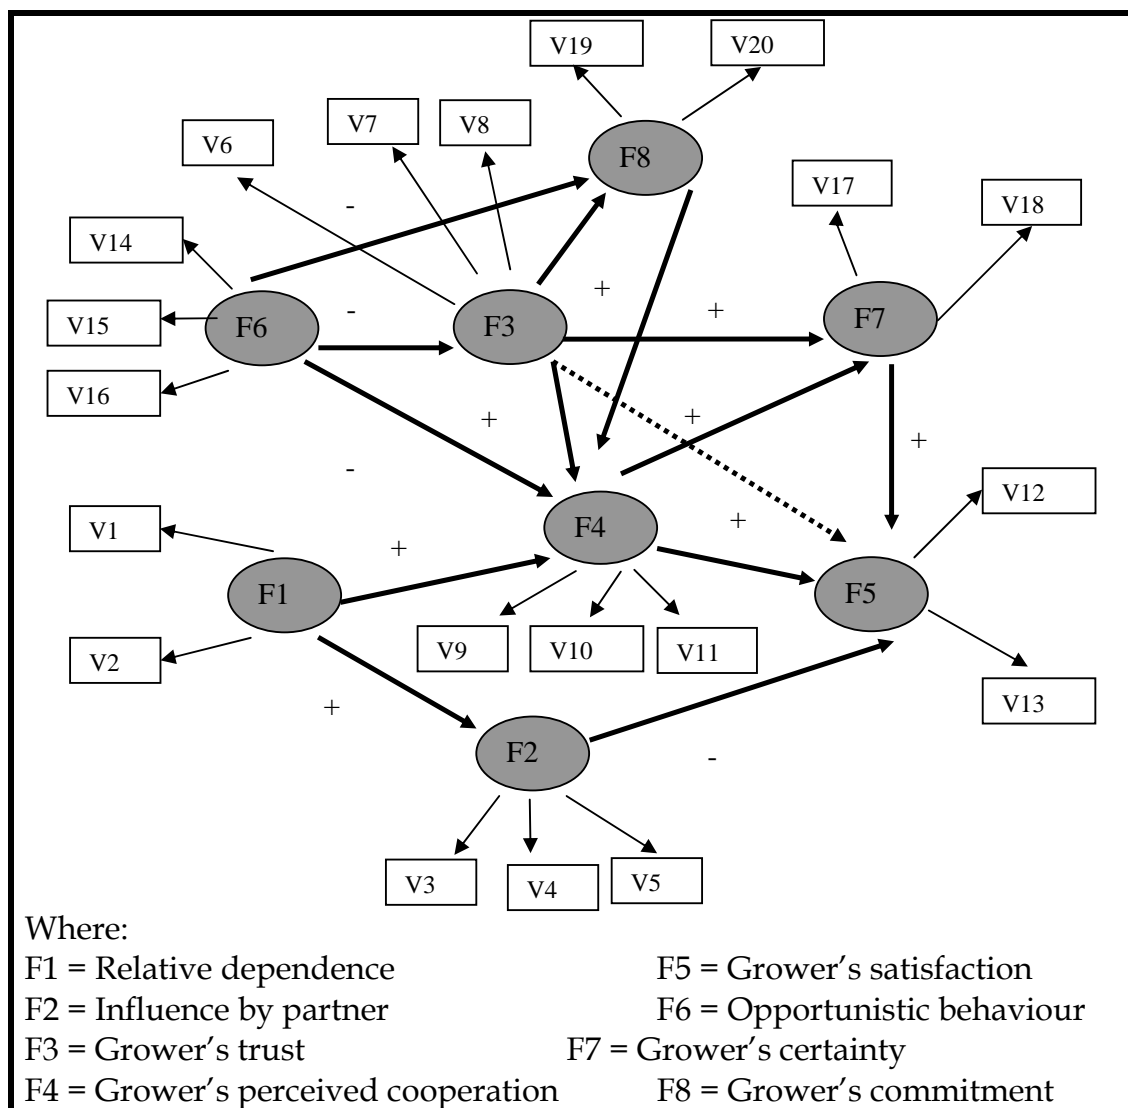 V19 V20
V7 V8
V6
F8
V17
V18
-
V14
+
-
+
V15 F6 F3 F7
V16
+
+
+
-
V12
V1
+
+
F4
F1
F5
V9 V10 V11
V2
V13
+
F2
-
V3 V4 V5
Where:
F1 = Relative dependence F5 = Grower’s satisfaction
F2 = Influence by partner F6 = Opportunistic behaviour
F3 = Grower’s trust F7 = Grower’s certainty
F4 = Grower’s perceived cooperation F8 = Grower’s commitment